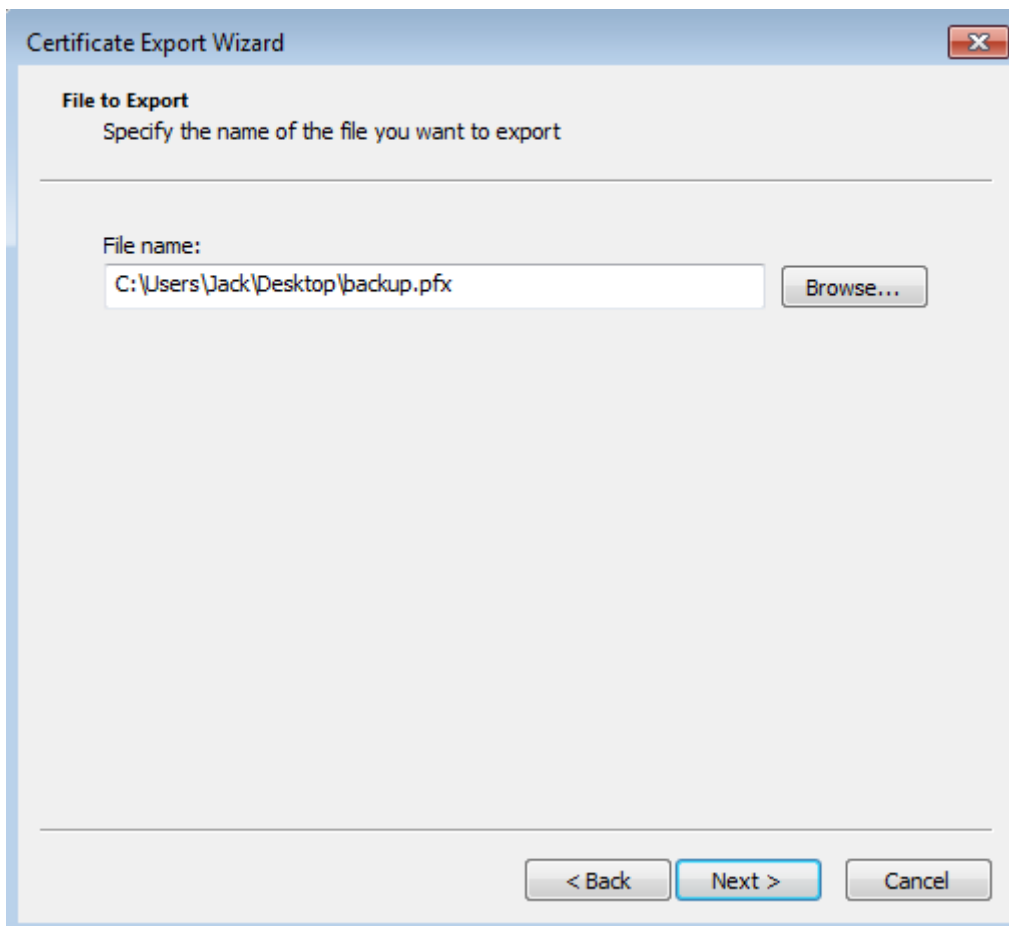 Certificate Export Wizard
File to Export
Specify the name of the file you want to export
File name:
C:\Users\Jack\Desktop\backup.pfx
Browse...
< Back Next > Cancel